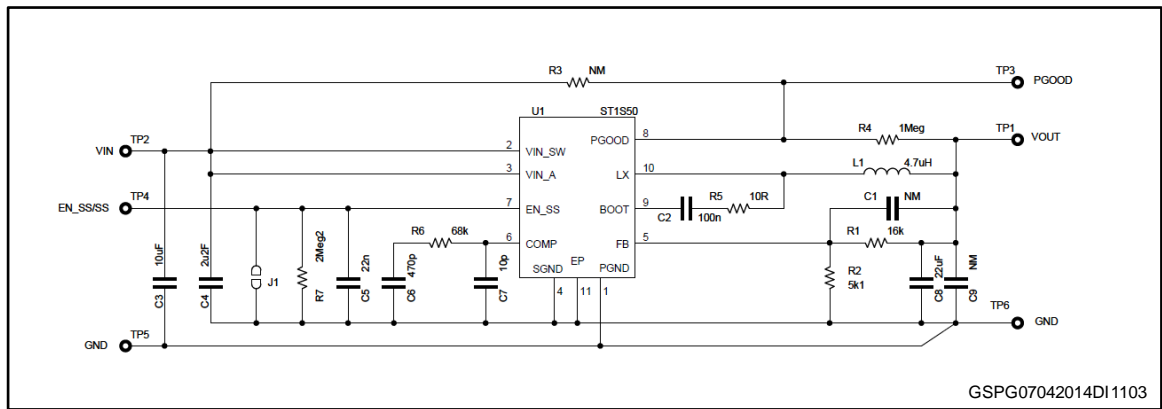 R3 NM
TP3
PGOOD
U1 ST1S50
TP2
VIN
2 VIN_SW
PGOOD 8
R4 1Meg
TP1
VOUT
3 VIN_A
LX 10
L1 4.7uH
TP4
EN_SS/SS
7 EN_SS
BOOT 9
C2 100n
R5 10R
C1 NM
R6 68k
6 COMP
FB 5
R1 16k
SGND EP PGND
4 11 1
C3 10uF
C4 2u2F
J1
R7 2Meg2
C5 22n
C6 470p
C7 10p
R2
5k1
C8 22uF
C9 NM
TP6
GND
TP5
GND
GSPG07042014DI1103